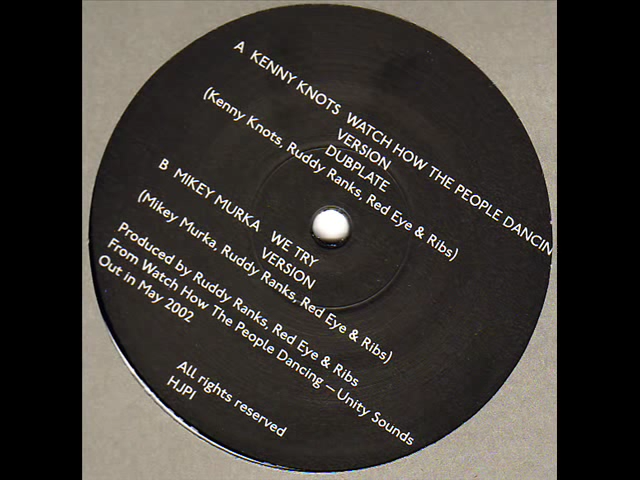 A KENNY KNOTS WATCH HOW THE PEOPLE DANCIN
VERSION
DUBPLATE
(Kenny Knots, Ruddy Ranks, Red Eye & Ribs)
B MIKEY MURKA WE TRY
VERSION
(Mikey Murka, Ruddy Ranks, Red Eye & Ribs)
Produced by Ruddy Ranks, Red Eye & Ribs
From Watch How The People Dancing – Unity Sounds
Out in May 2002
All rights reserved
HJP1